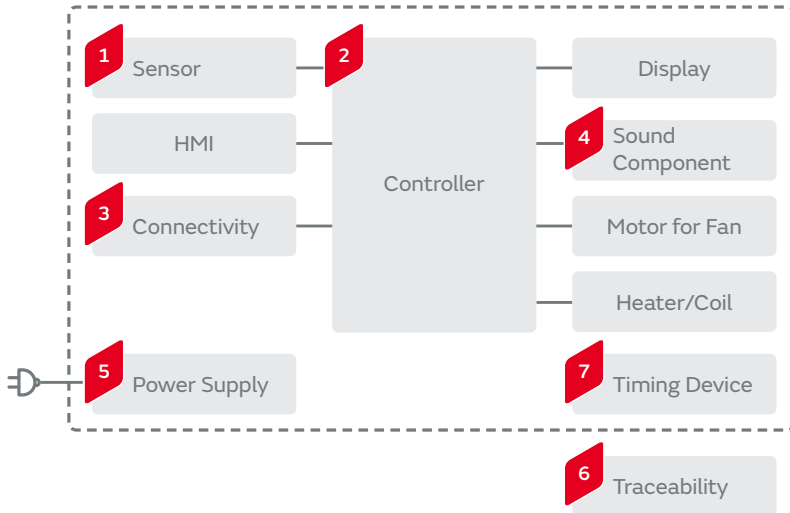 1
Sensor
2
Display
HMI
4
Sound
Component
Controller
3
Connectivity
Motor for Fan
Heater/Coil
5
Power Supply
7
Timing Device
6
Traceability